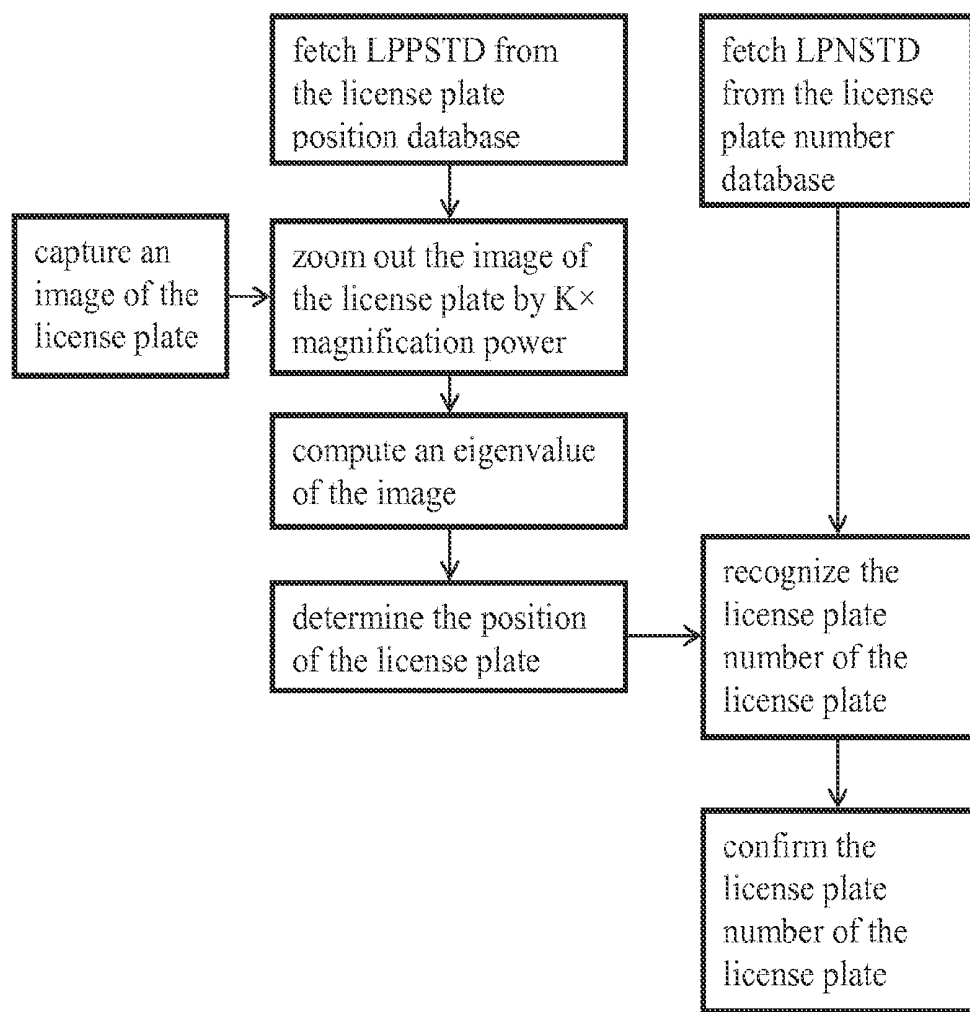 fetch LPPSTD from
the license plate
position database
fetch LPNSTD
from the license
plate number
database
capture an
image of the
license plate
zoom out the image of
the license plate by K×
magnification power
compute an eigenvalue
of the image
determine the position
of the license plate
recognize the
license plate
number of the
license plate
confirm the
license plate
number of the
license plate